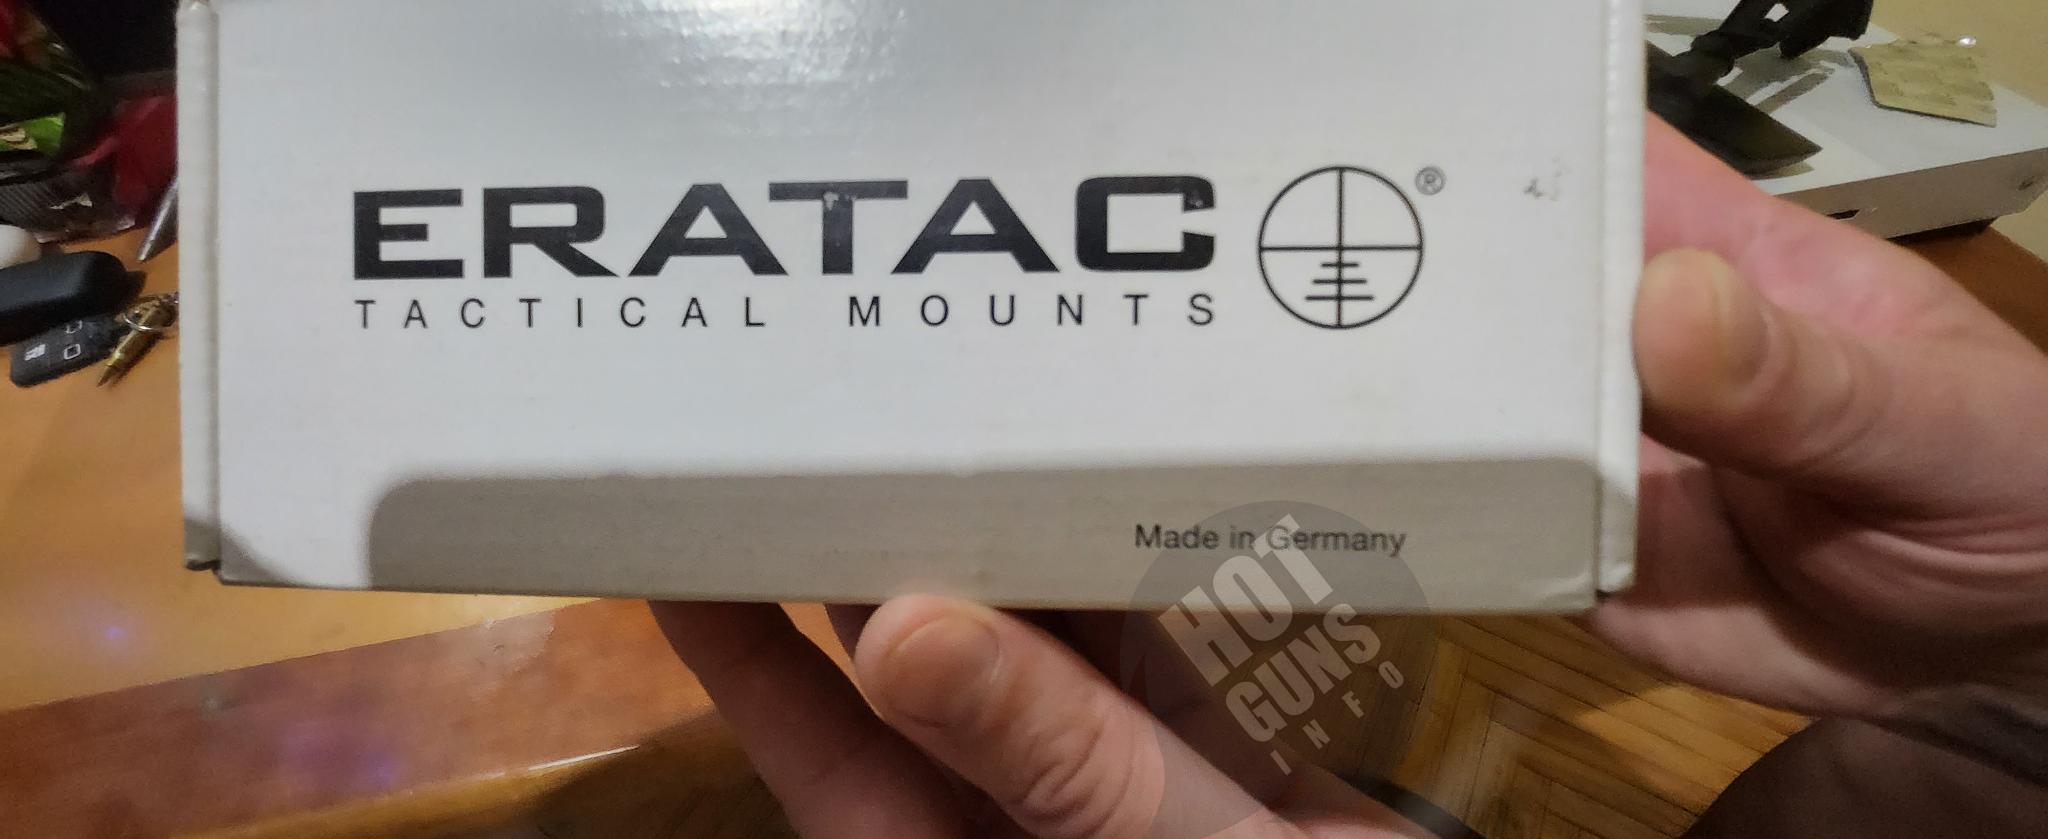 ERATAC ®
TACTICAL MOUNTS
Made in Germany
HOT
GUNS
INFO